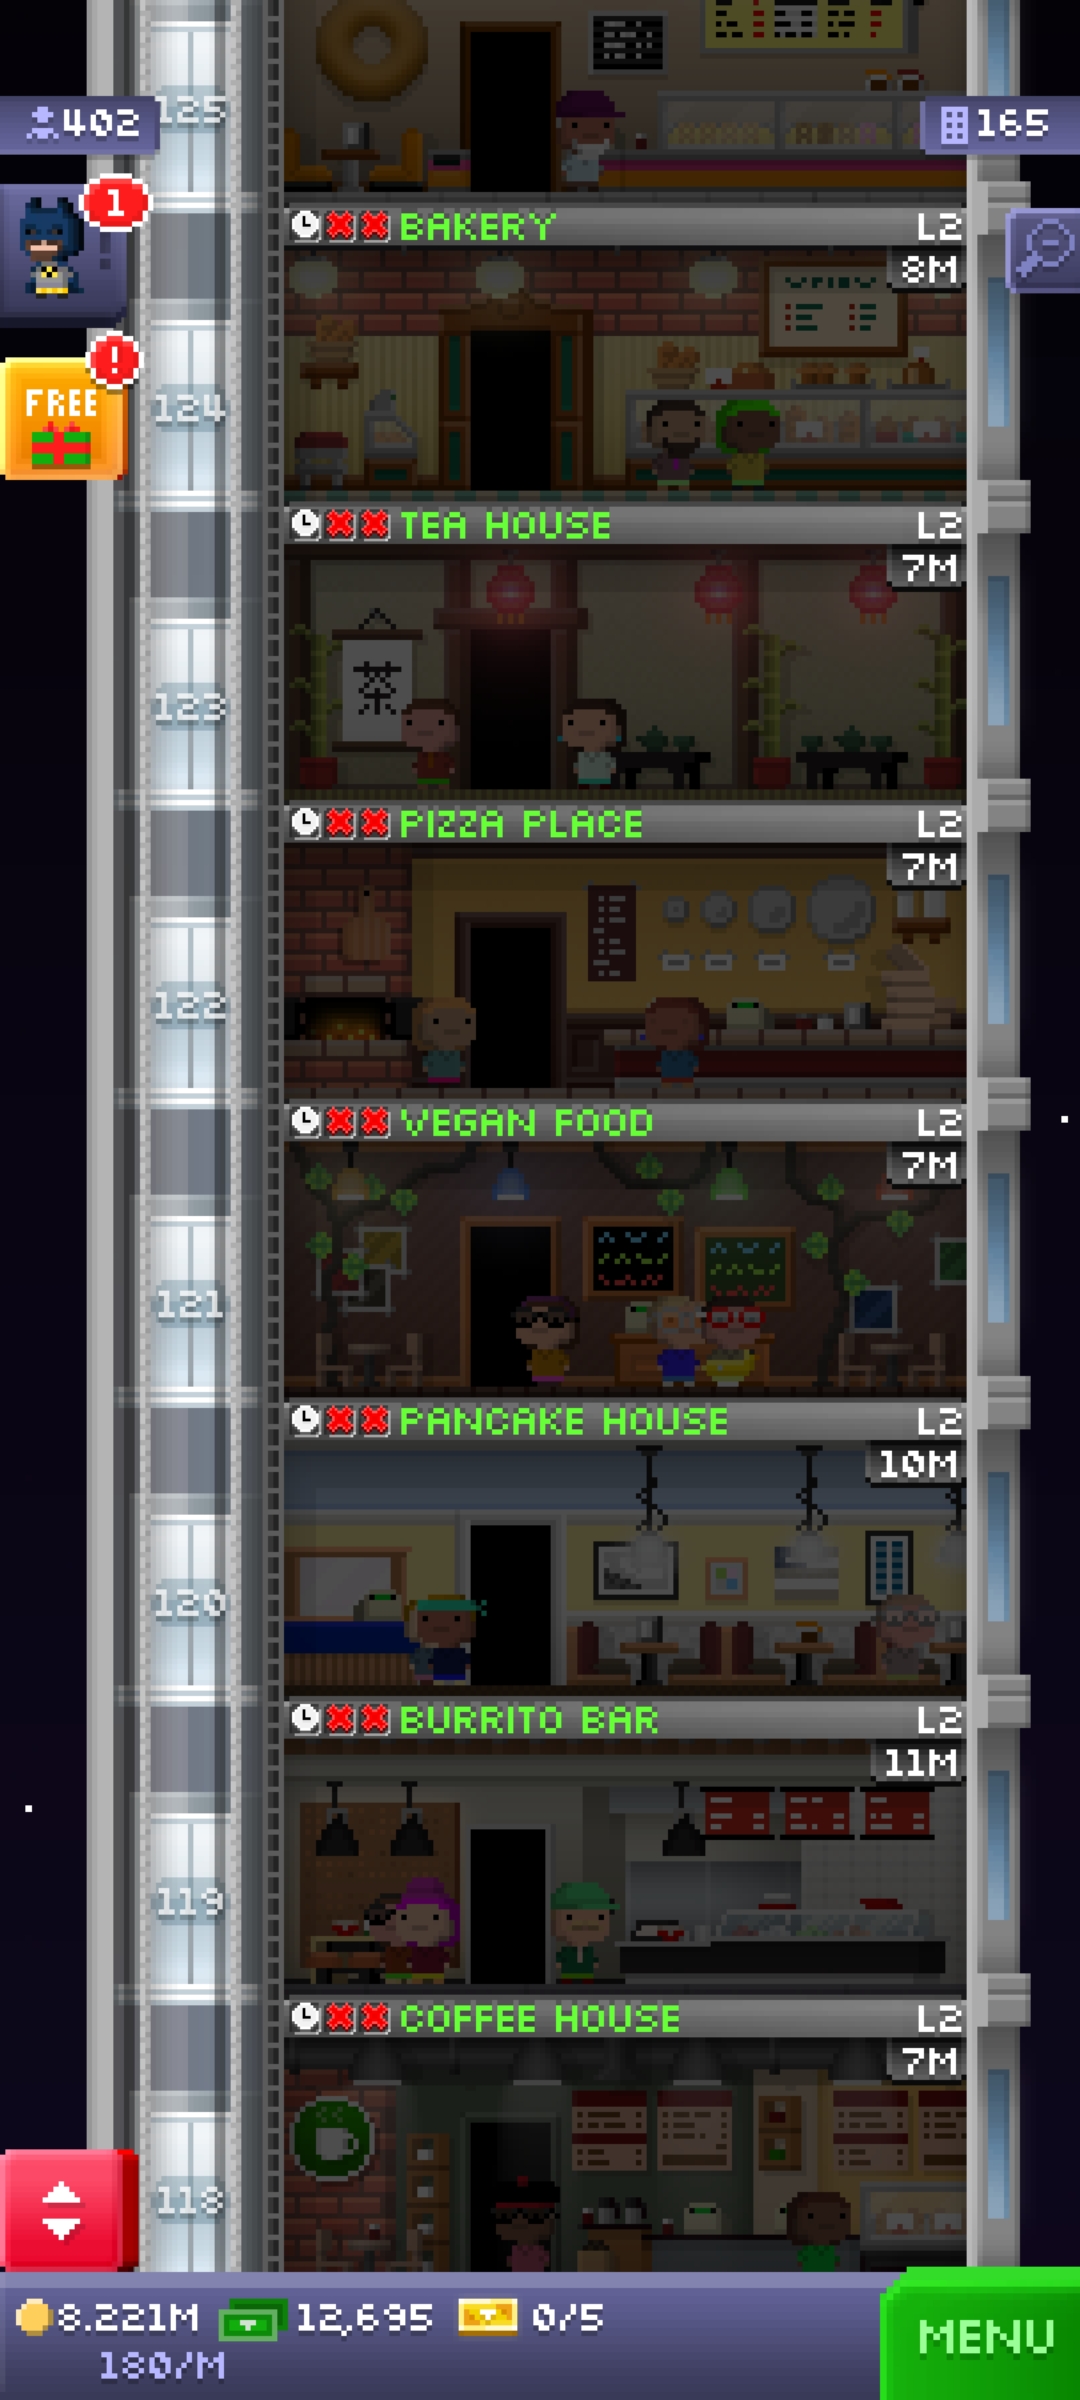 125
402
165
1
BAKERY L2
8M
FREE
!
124
TEA HOUSE L2
7M
茶
123
PIZZA PLACE L2
7M
122
VEGAN FOOD L2
7M
121
PANCAKE HOUSE L2
10M
120
BURRITO BAR L2
11M
119
COFFEE HOUSE L2
7M
118
8.221M 12,695 0/5
180/M
MENU